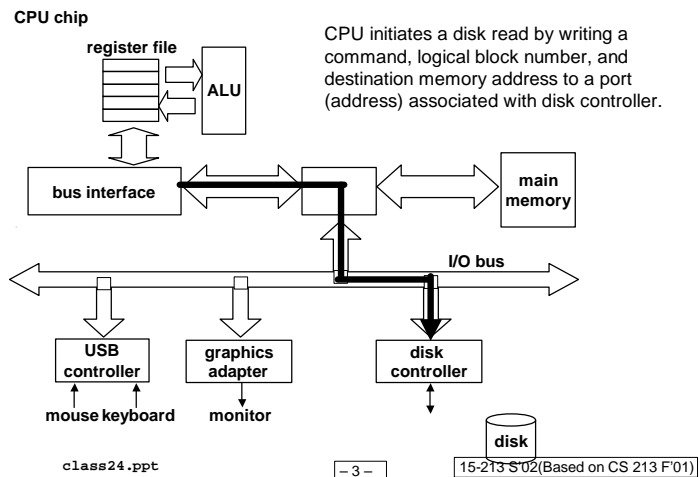 CPU chip
CPU initiates a disk read by writing a
command, logical block number, and
destination memory address to a port
(address) associated with disk controller.
register file
ALU
bus interface
main
memory
I/O bus
USB
controller
graphics
adapter
disk
controller
mouse keyboard
monitor
disk
class24.ppt
– 3 –
15-213 S'02(Based on CS 213 F'01)